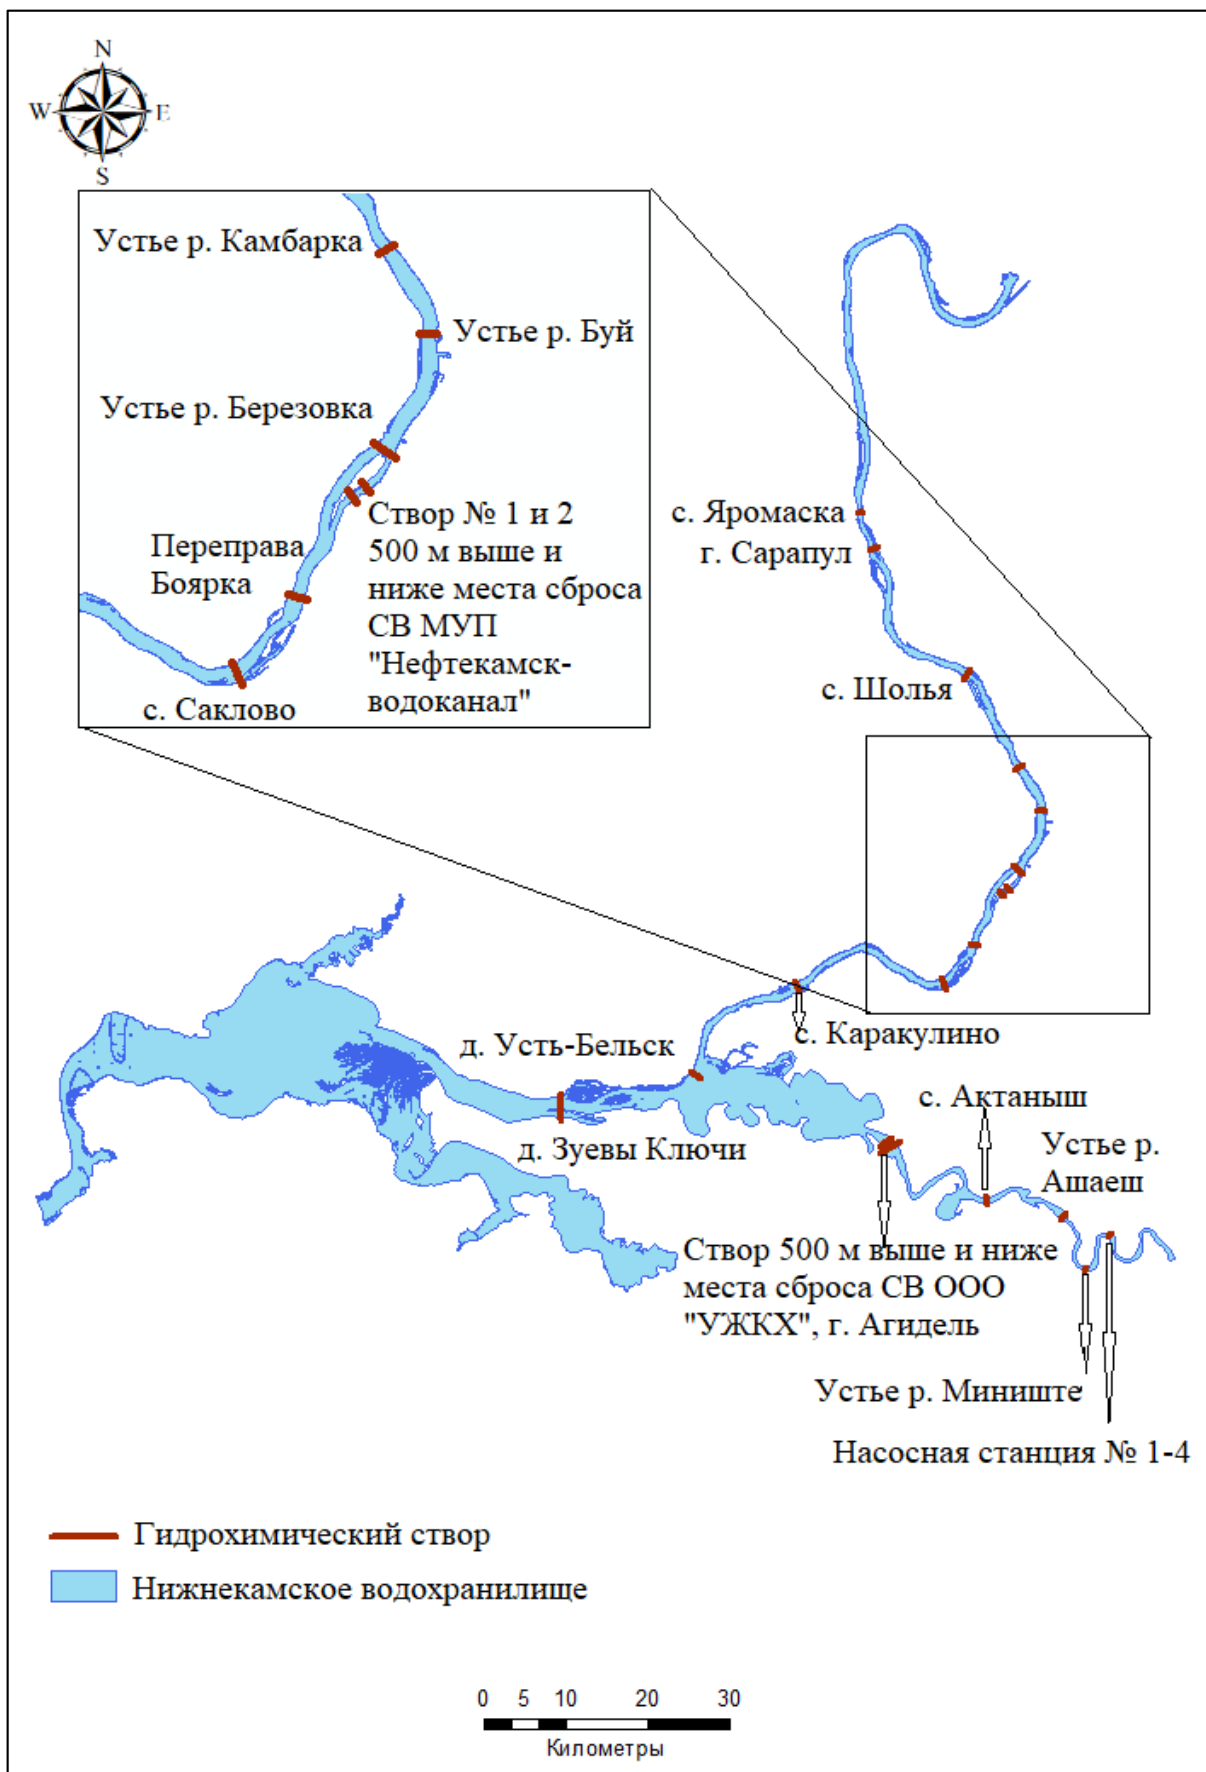 N
W
E
S
Устье р. Камбарка
Устье р. Буй
Устье р. Березовка
Створ № 1 и 2
500 м выше и
ниже места сброса
СВ МУП
"Нефтекамск-
водоканал"
Переправа
Боярка
с. Саклово
с. Яромаска
г. Сарапул
с. Шолья
с. Каракулино
д. Усть-Бельск
д. Зуевы Ключи
с. Актаныш
Устье р.
Ашаеш
Створ 500 м выше и ниже
места сброса СВ ООО
"УЖКХ", г. Агидель
Устье р. Миниште
Насосная станция № 1-4
Гидрохимический створ
Нижнекамское водохранилище
0 5 10 20 30
Километры